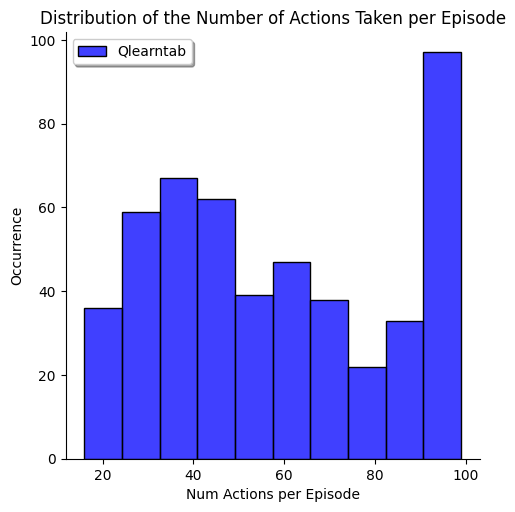 Distribution of the Number of Actions Taken per Episode
Qlearntab
100
80
60
40
20
0
Occurrence
20 40 60 80 100
Num Actions per Episode